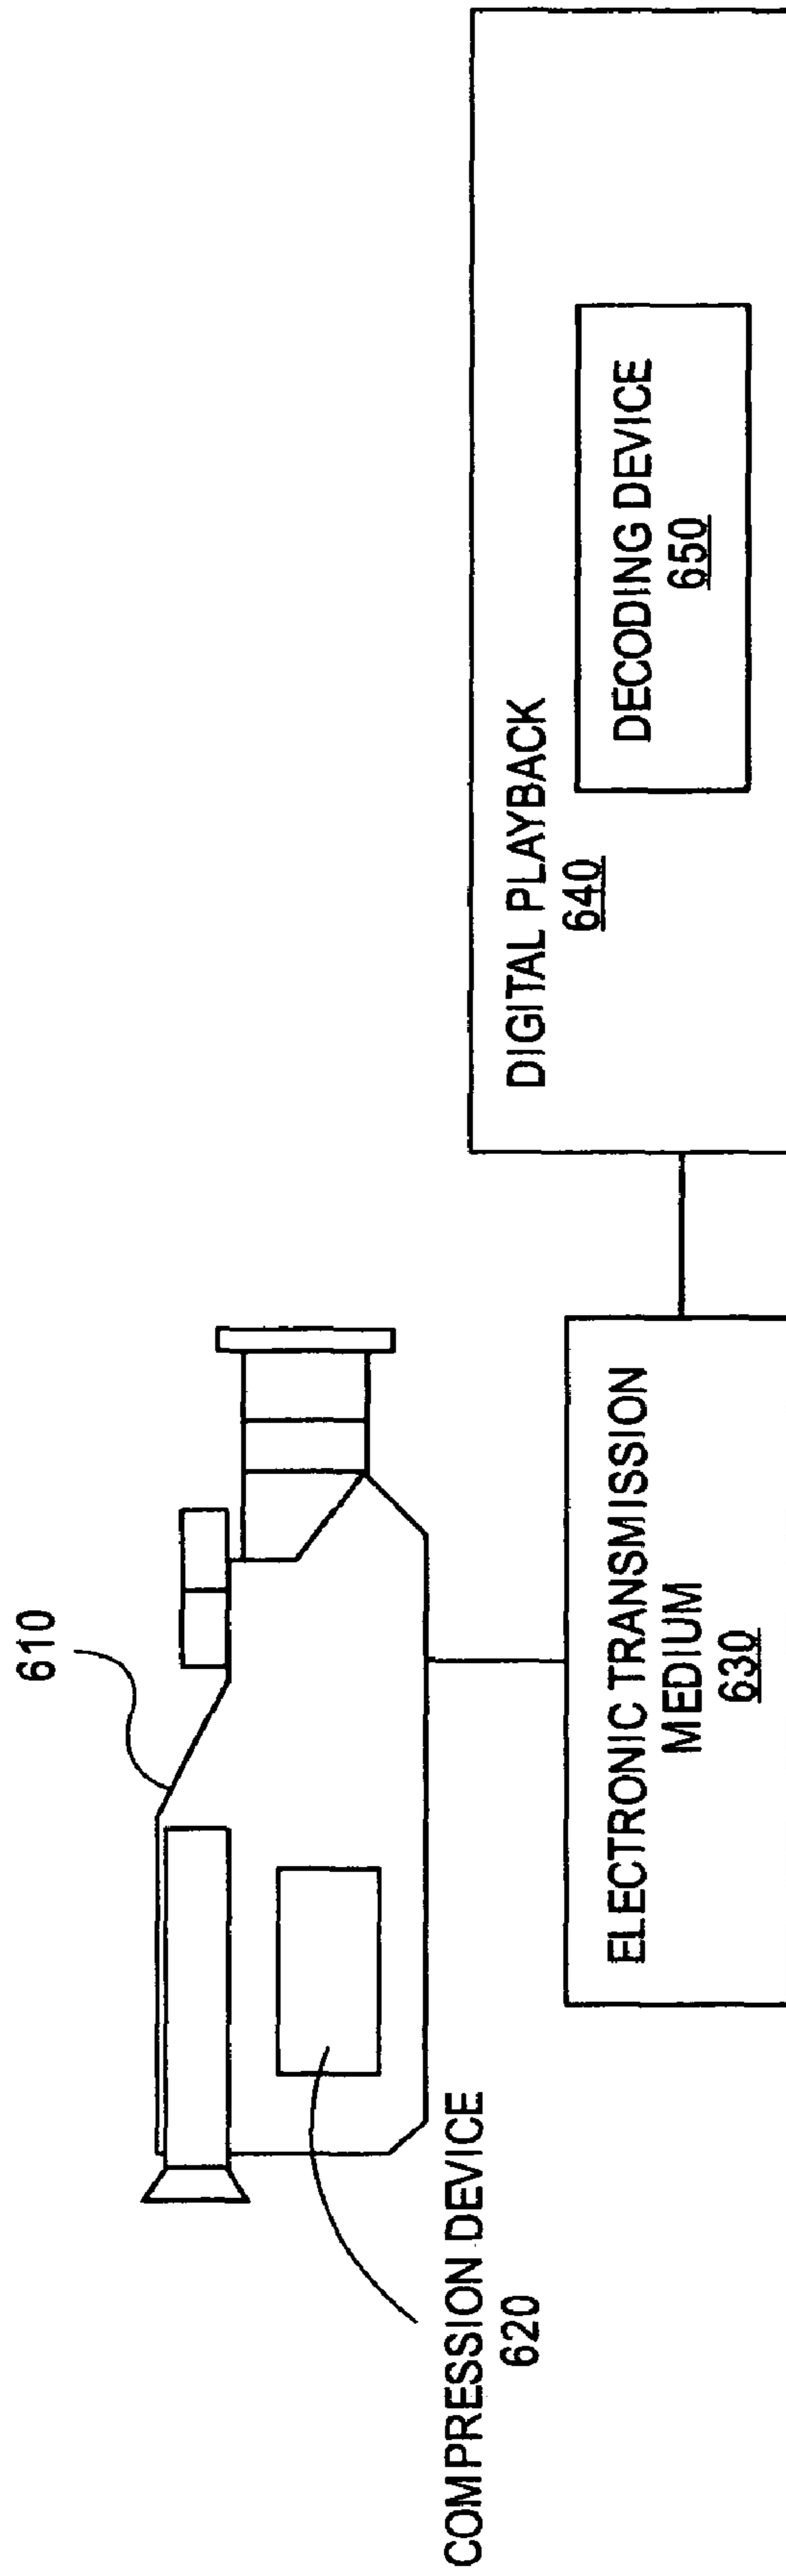 610
COMPRESSION DEVICE
620
ELECTRONIC TRANSMISSION
MEDIUM
630
DIGITAL PLAYBACK
640
DECODING DEVICE
650